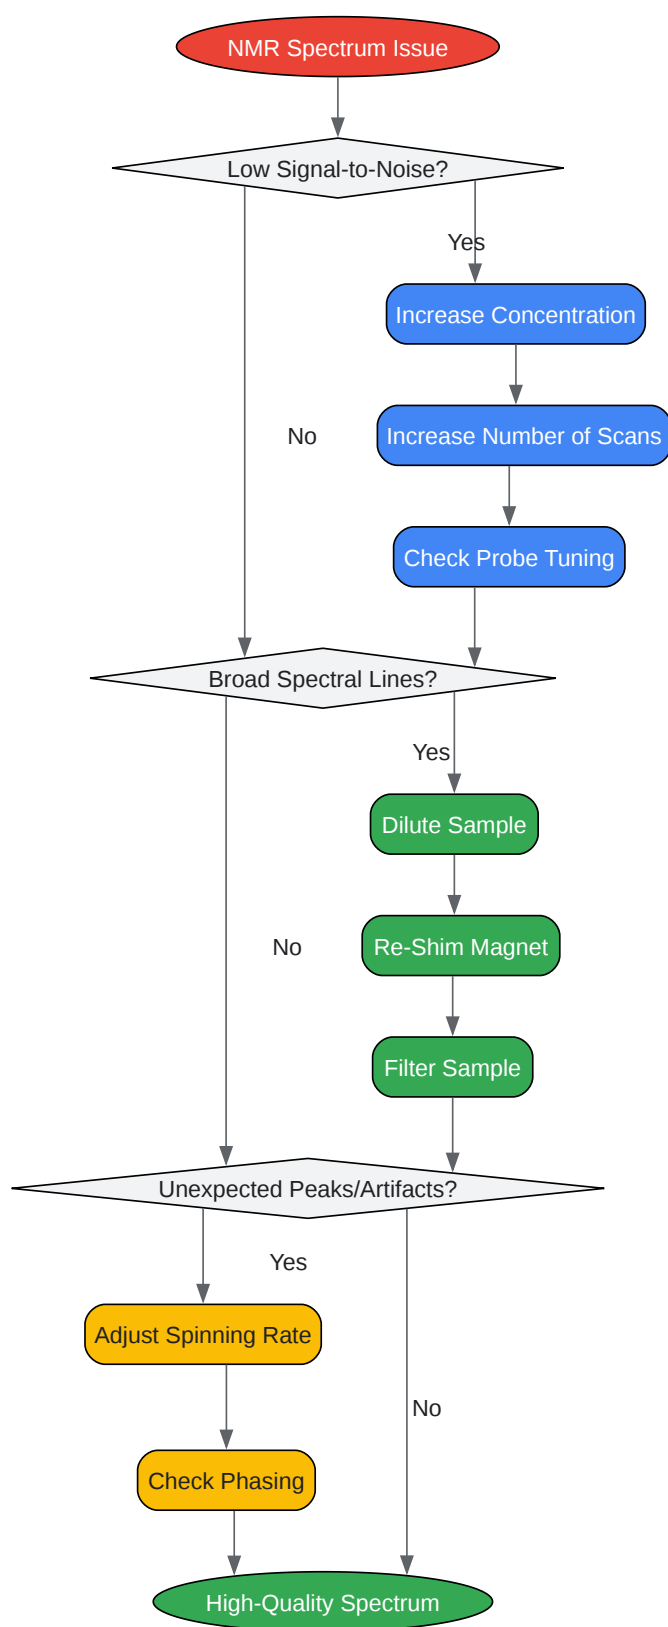 NMR Spectrum Issue
Low Signal-to-Noise?
Yes
Increase Concentration
No
Increase Number of Scans
Check Probe Tuning
Broad Spectral Lines?
Yes
Dilute Sample
No
Re-Shim Magnet
Filter Sample
Unexpected Peaks/Artifacts?
Yes
Adjust Spinning Rate
No
Check Phasing
High-Quality Spectrum